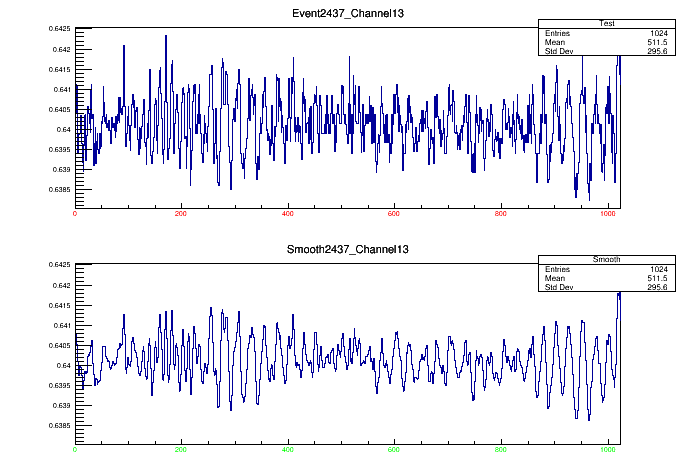 Event2437_Channel13
Test
Entries 1024
Mean 511.5
Std Dev 295.6
0.6425
0.642
0.6415
0.641
0.6405
0.64
0.6395
0.639
0.6385
0 200 400 600 800 1000
Smooth2437_Channel13
Smooth
Entries 1024
Mean 511.5
Std Dev 295.6
0.6425
0.642
0.6415
0.641
0.6405
0.64
0.6395
0.639
0.6385
0 200 400 600 800 1000